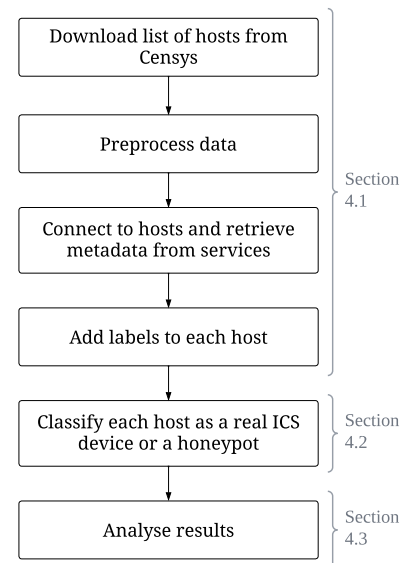 Download list of hosts from
Censys
Preprocess data
Section
4.1
Connect to hosts and retrieve
metadata from services
Add labels to each host
Classify each host as a real ICS
device or a honeypot
Section
4.2
Analyse results
Section
4.3